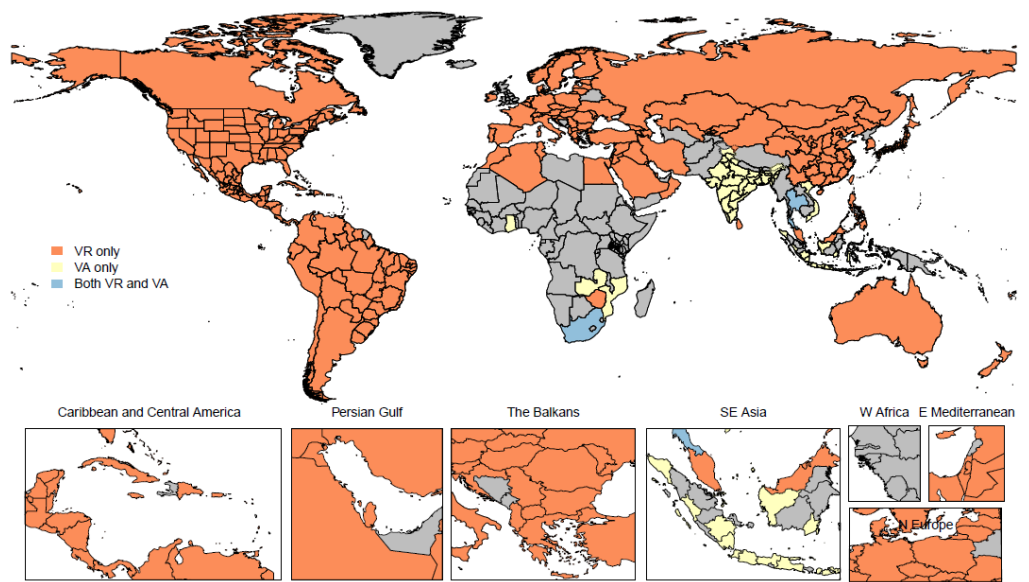 VR only
VA only
Both VR and VA
Caribbean and Central America
Persian Gulf
The Balkans
SE Asia
W Africa
E Mediterranean
N Europe